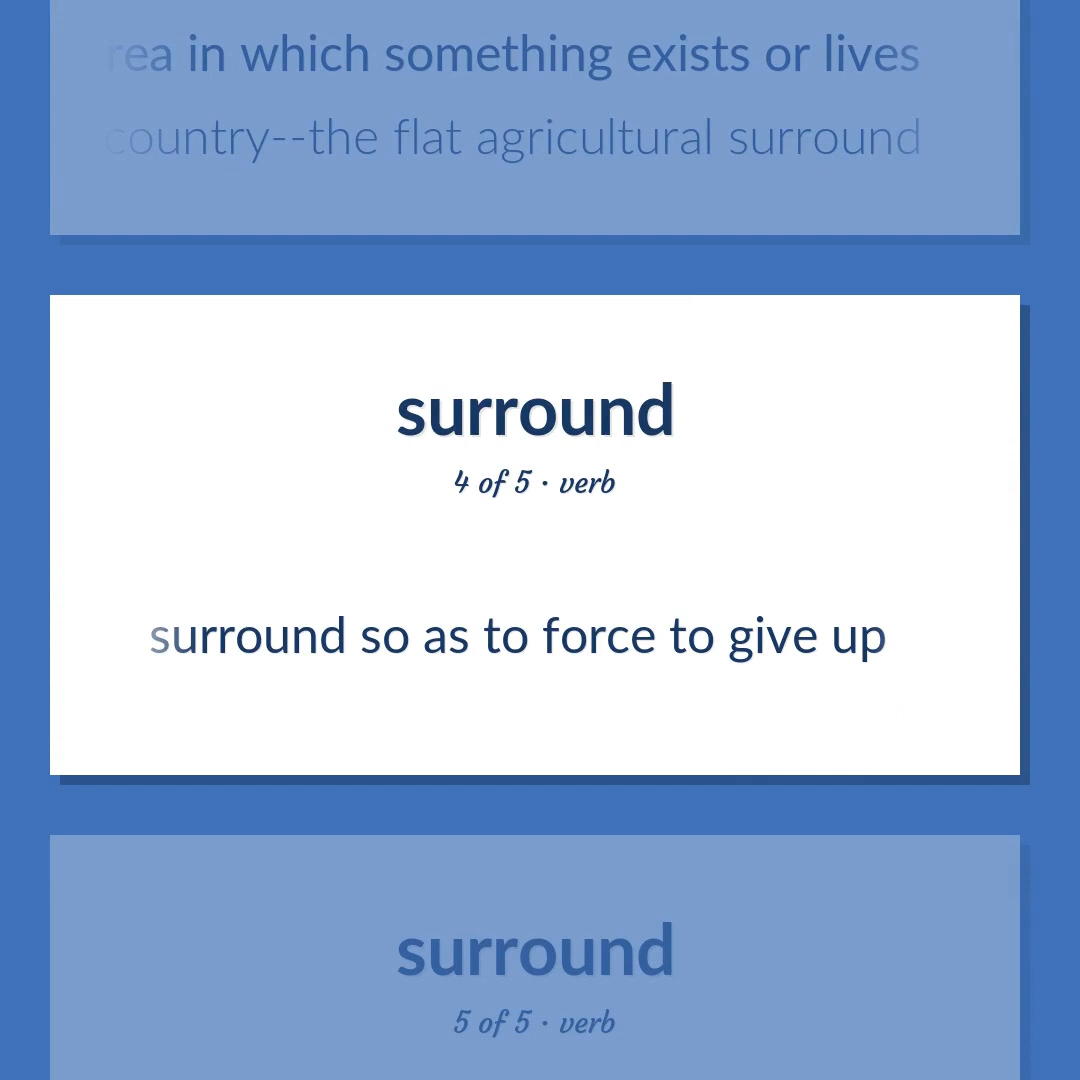 rea in which something exists or lives
country--the flat agricultural surround
surround
4 of 5 · verb
surround so as to force to give up
surround
5 of 5 · verb